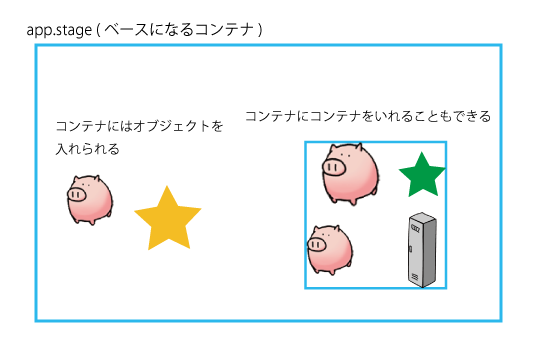 app.stage ( ベースになるコンテナ )
コンテナにはオブジェクトを
入れられる
コンテナにコンテナをいれることもできる